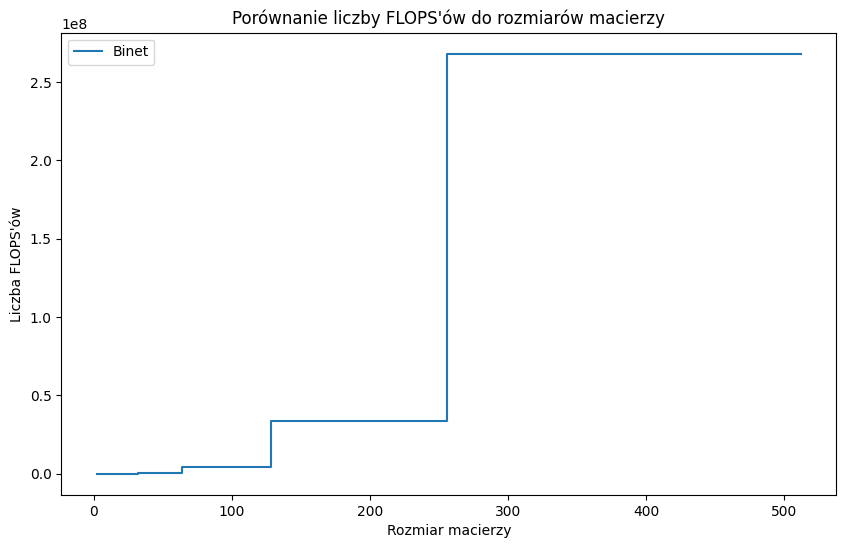 Porównanie liczby FLOPS'ów do rozmiarów macierzy
1e8
Binet
2.5
2.0
1.5
1.0
0.5
0.0
Liczba FLOPS'ów
0 100 200 300 400 500
Rozmiar macierzy